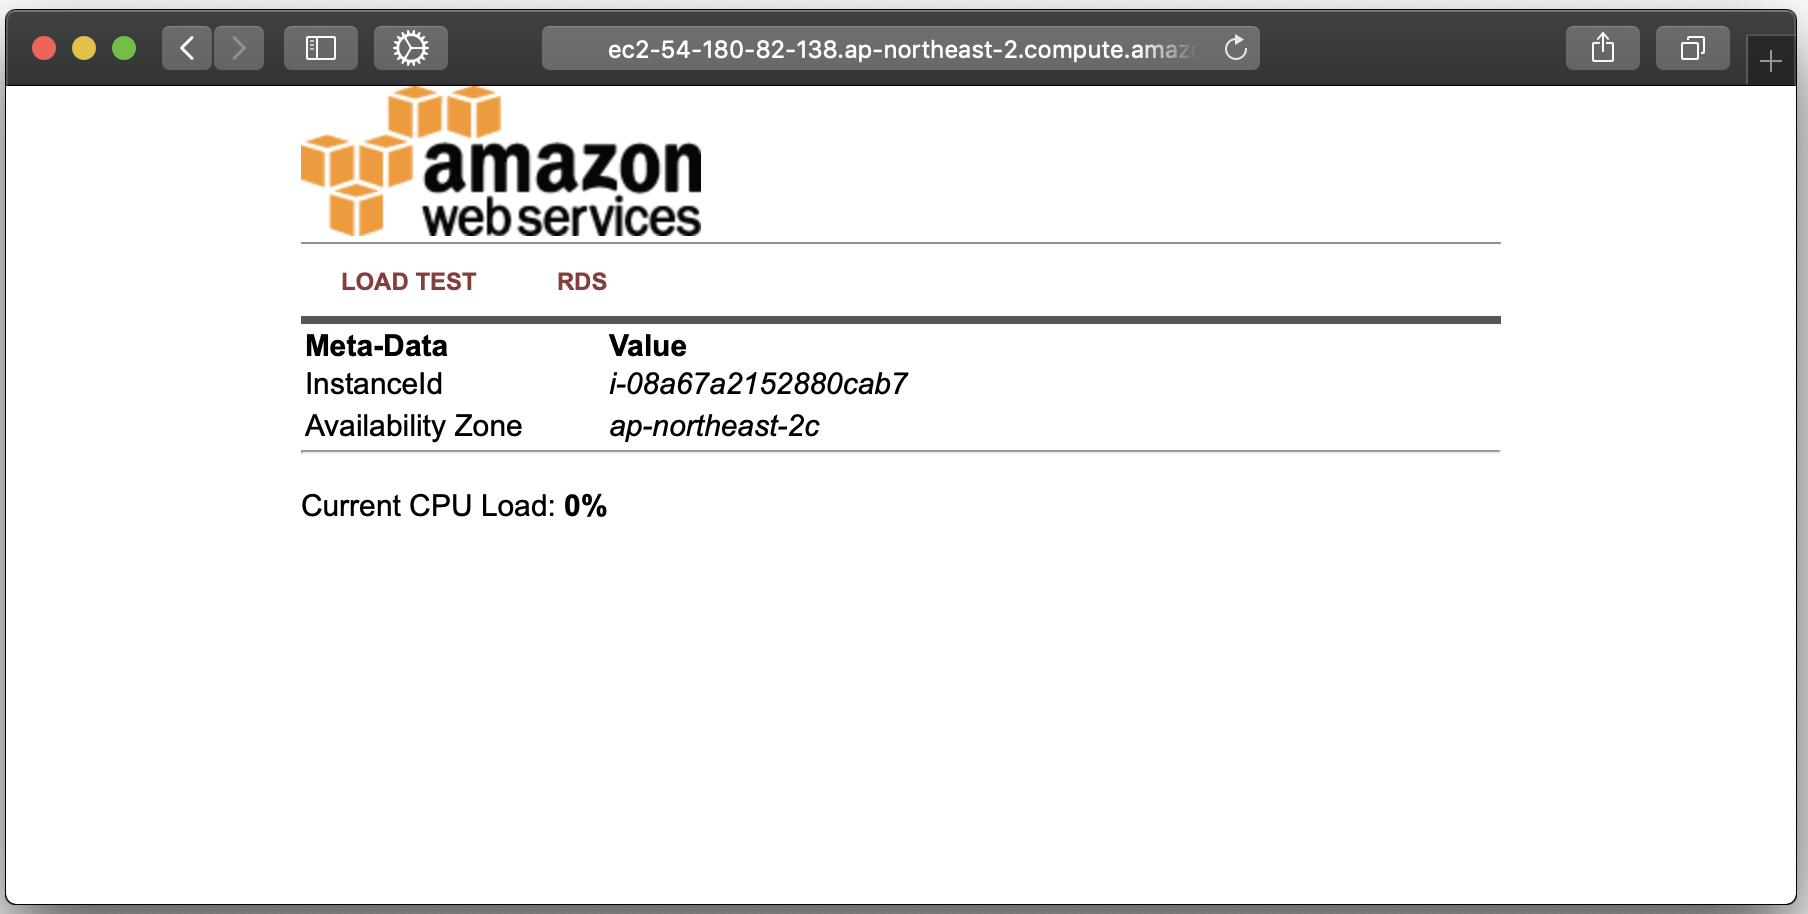 ec2-54-180-82-138.ap-northeast-2.compute.amaz
amazon
web services
LOAD TEST RDS
Meta-Data Value
InstanceId i-08a67a2152880cab7
Availability Zone ap-northeast-2c
Current CPU Load: 0%